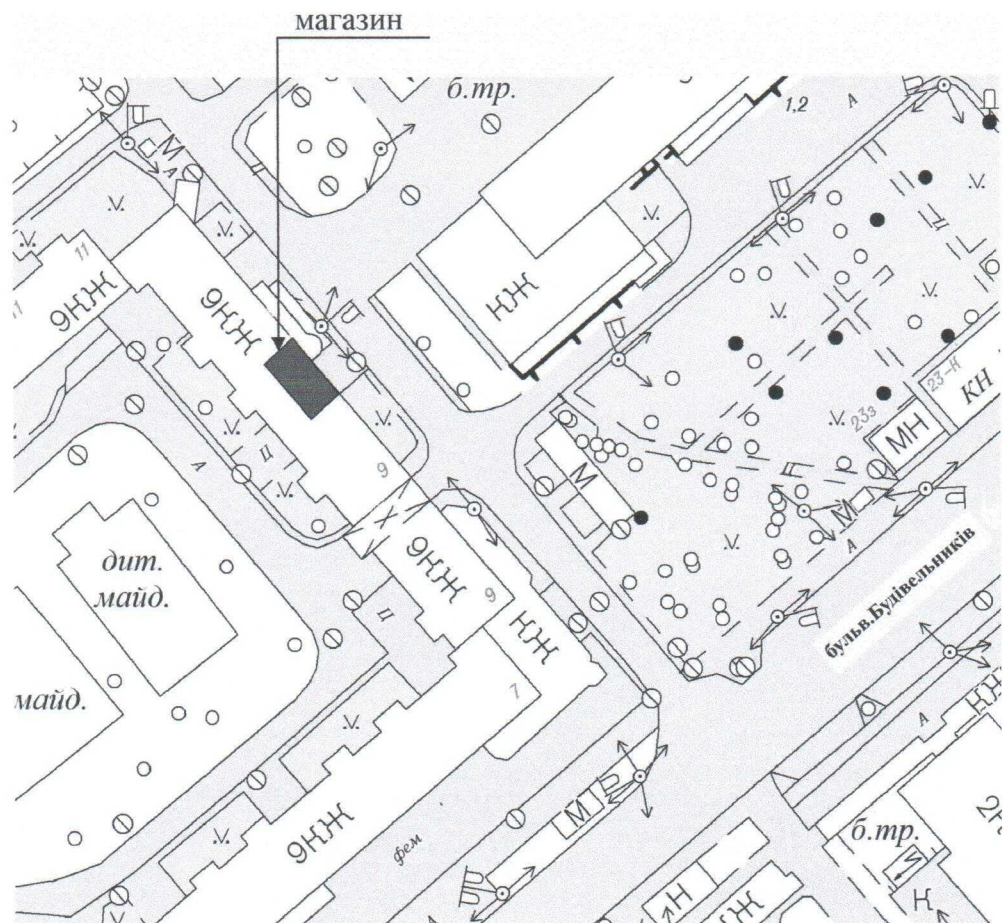 магазин
б.тр.
1,2
А
Ц
М
А
Ц
11
9КЖ
9КЖ
КЖ
Ц
23-Н
КН
23з
МН
9
Ц
М
М
А
дит.
майд.
9КЖ
9
КЖ
7
Ц
бульв.Будівельників
майд.
А
9КЖ
фем
М
б.тр.
А